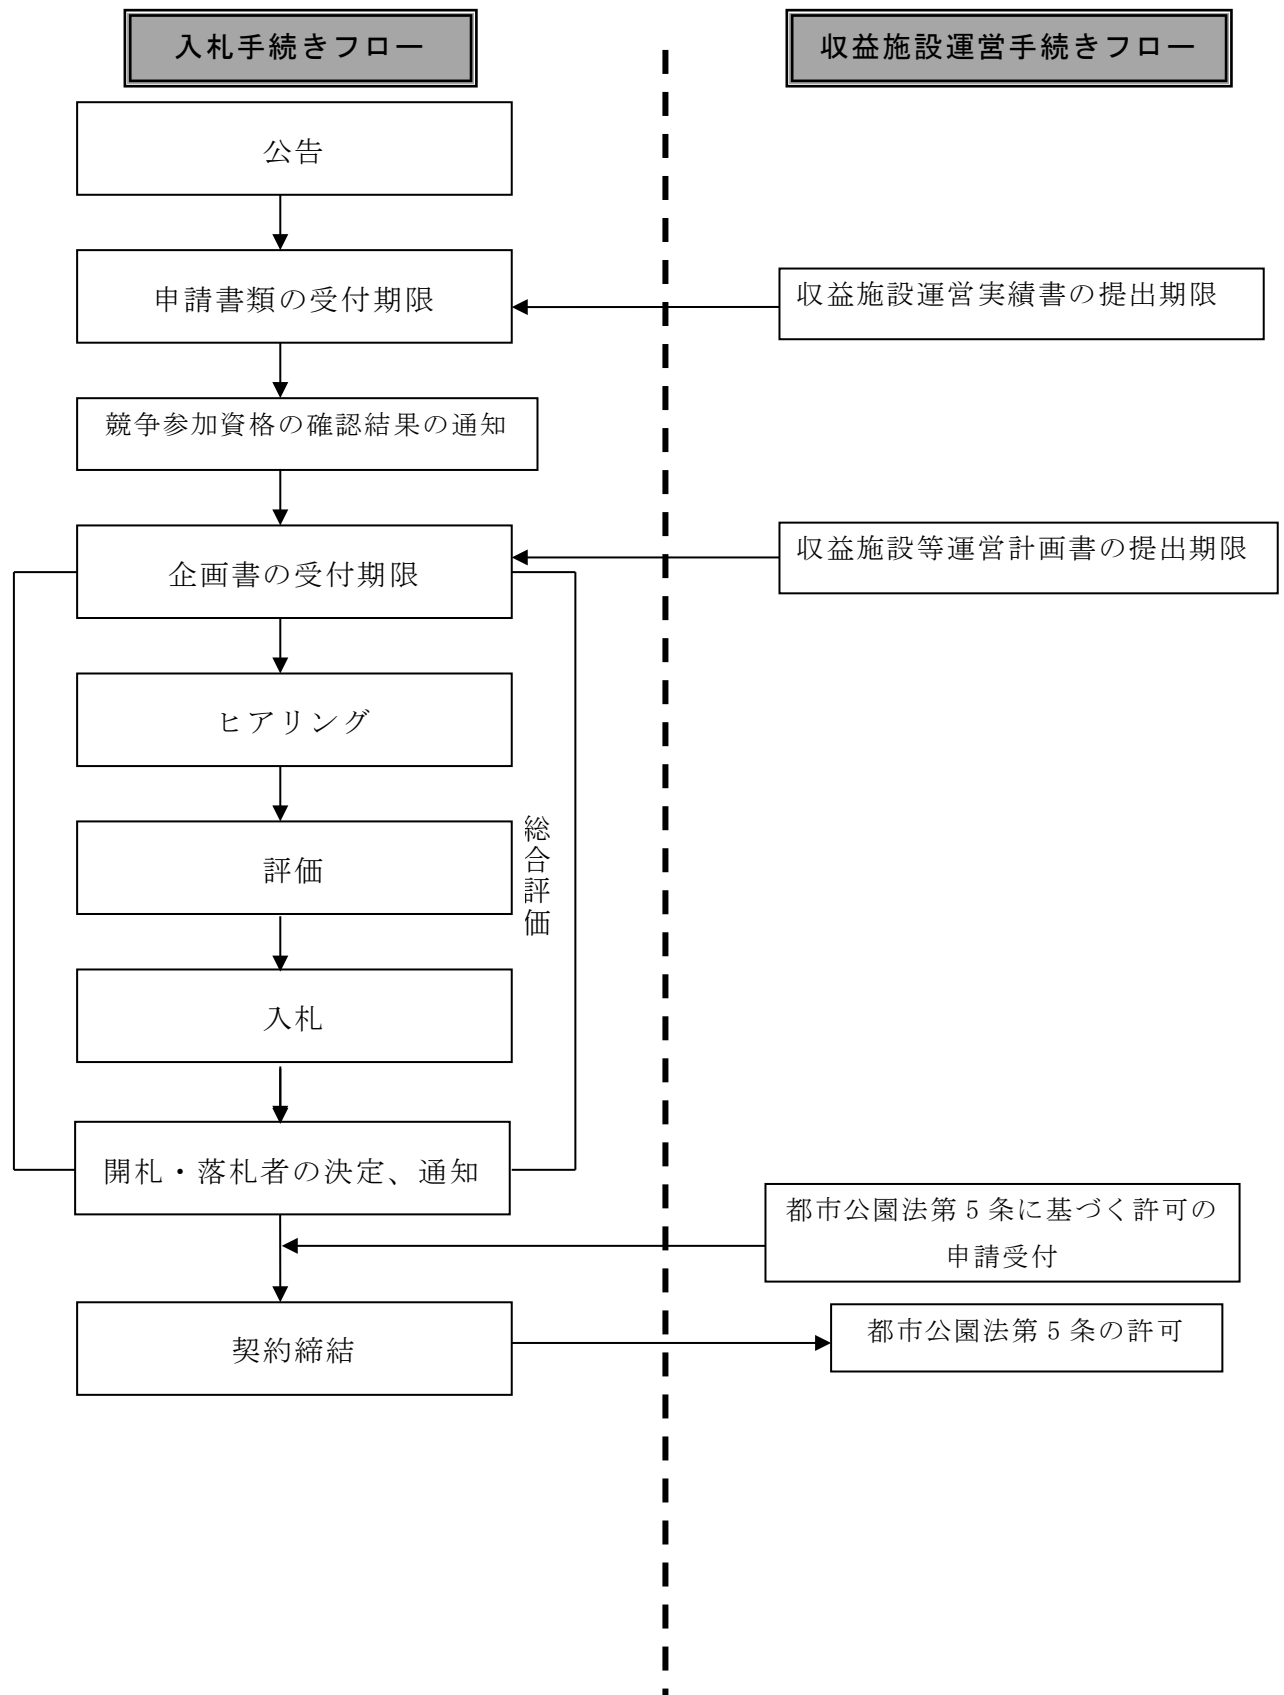 入札手続きフロー
収益施設運営手続きフロー
公告
申請書類の受付期限
収益施設運営実績書の提出期限
競争参加資格の確認結果の通知
企画書の受付期限
収益施設等運営計画書の提出期限
ヒアリング
評価
総合評価
入札
開札・落札者の決定、通知
都市公園法第5条に基づく許可の
申請受付
契約締結
都市公園法第5条の許可